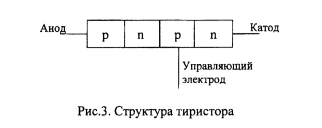 Анод
p n p n
Катод
Управляющий
электрод
Рис.3. Структура тиристора